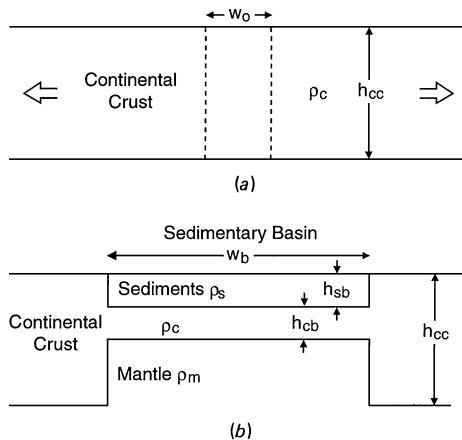 w₀
Continental
Crust
ρc
hcc
(a)
Sedimentary Basin
wb
Sediments ρs
hsb
Continental
Crust
ρc
hcb
hcc
Mantle ρm
(b)